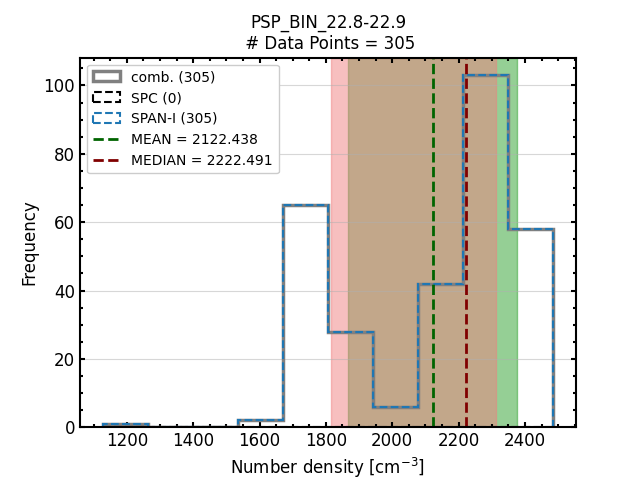 PSP_BIN_22.8-22.9
# Data Points = 305
comb. (305)
SPC (0)
SPAN-I (305)
MEAN = 2122.438
MEDIAN = 2222.491
100
80
60
40
20
0
Frequency
1200 1400 1600 1800 2000 2200 2400
Number density [cm⁻³]